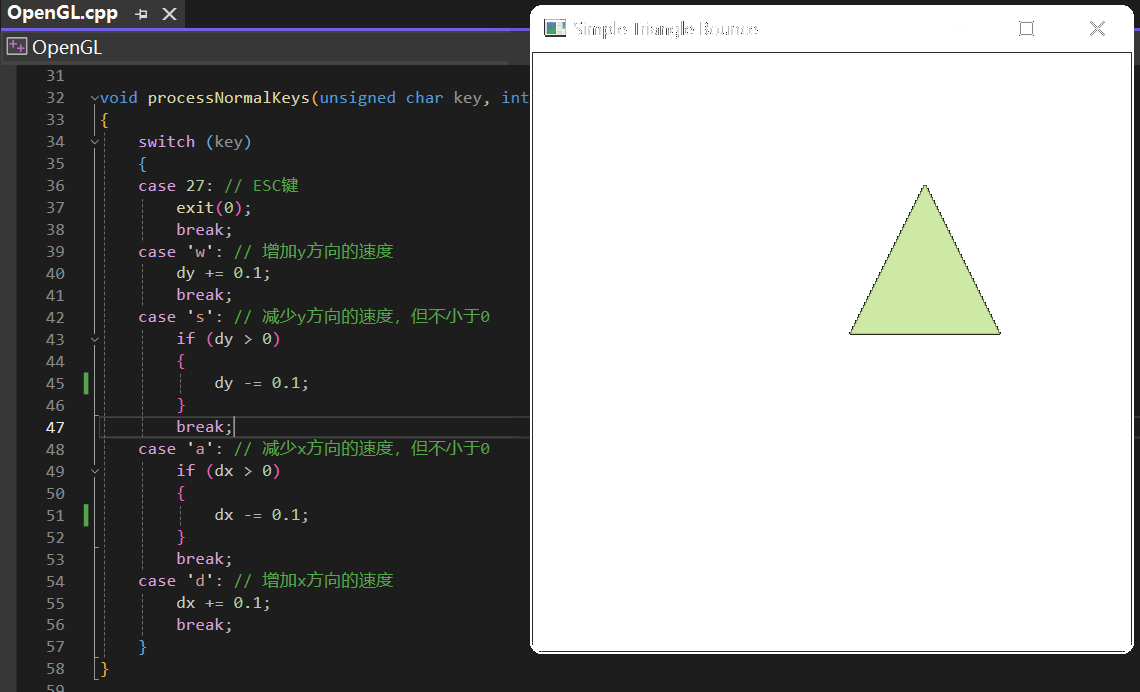 OpenGL.cpp
OpenGL
Simple Triangle Bounce
31
32 void processNormalKeys(unsigned char key, int
33 {
34 switch (key)
35 {
36 case 27: // ESC键
37 exit(0);
38 break;
39 case 'w': // 增加y方向的速度
40 dy += 0.1;
41 break;
42 case 's': // 减少y方向的速度，但不小于0
43 if (dy > 0)
44 {
45 dy -= 0.1;
46 }
47 break;
48 case 'a': // 减少x方向的速度，但不小于0
49 if (dx > 0)
50 {
51 dx -= 0.1;
52 }
53 break;
54 case 'd': // 增加x方向的速度
55 dx += 0.1;
56 break;
57 }
58 }
59